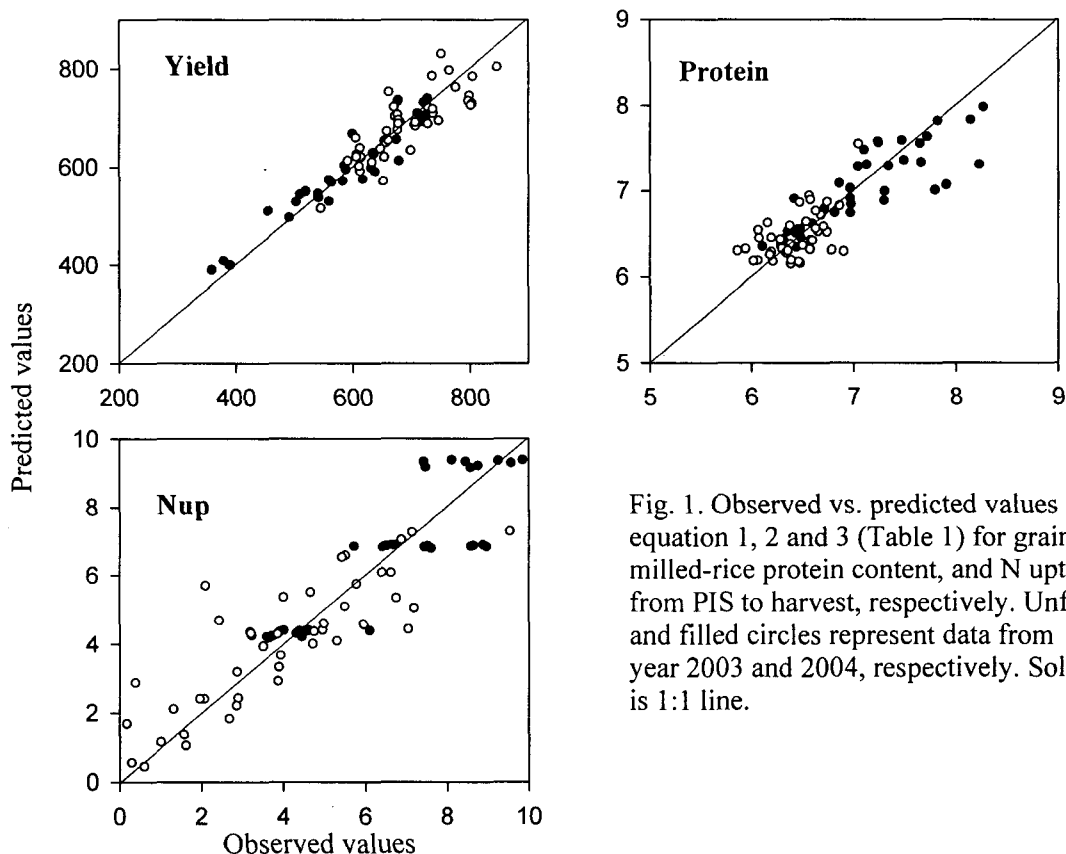 Yield
800
600
400
200
200 400 600 800
Protein
9
8
7
6
5
5 6 7 8 9
Predicted values
Nup
10
8
6
4
2
0
0 2 4 6 8 10
Observed values
Fig. 1. Observed vs. predicted values
equation 1, 2 and 3 (Table 1) for grain
milled-rice protein content, and N upt
from PIS to harvest, respectively. Unf
and filled circles represent data from
year 2003 and 2004, respectively. Sol
is 1:1 line.